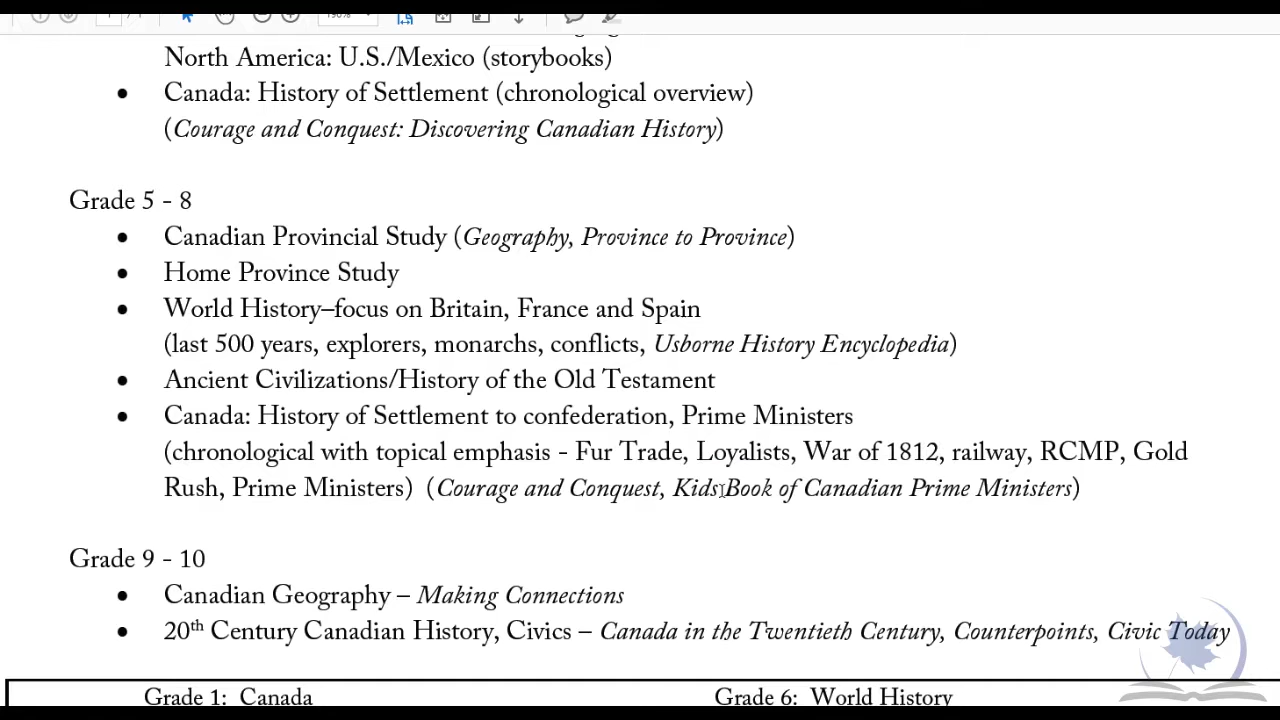 North America: U.S./Mexico (storybooks)
• Canada: History of Settlement (chronological overview)
(Courage and Conquest: Discovering Canadian History)
Grade 5 - 8
• Canadian Provincial Study (Geography, Province to Province)
• Home Province Study
• World History–focus on Britain, France and Spain
(last 500 years, explorers, monarchs, conflicts, Usborne History Encyclopedia)
• Ancient Civilizations/History of the Old Testament
• Canada: History of Settlement to confederation, Prime Ministers
(chronological with topical emphasis - Fur Trade, Loyalists, War of 1812, railway, RCMP, Gold
Rush, Prime Ministers) (Courage and Conquest, Kids Book of Canadian Prime Ministers)
Grade 9 - 10
• Canadian Geography – Making Connections
• 20th Century Canadian History, Civics – Canada in the Twentieth Century, Counterpoints, Civic Today
Grade 1: Canada
Grade 6: World History